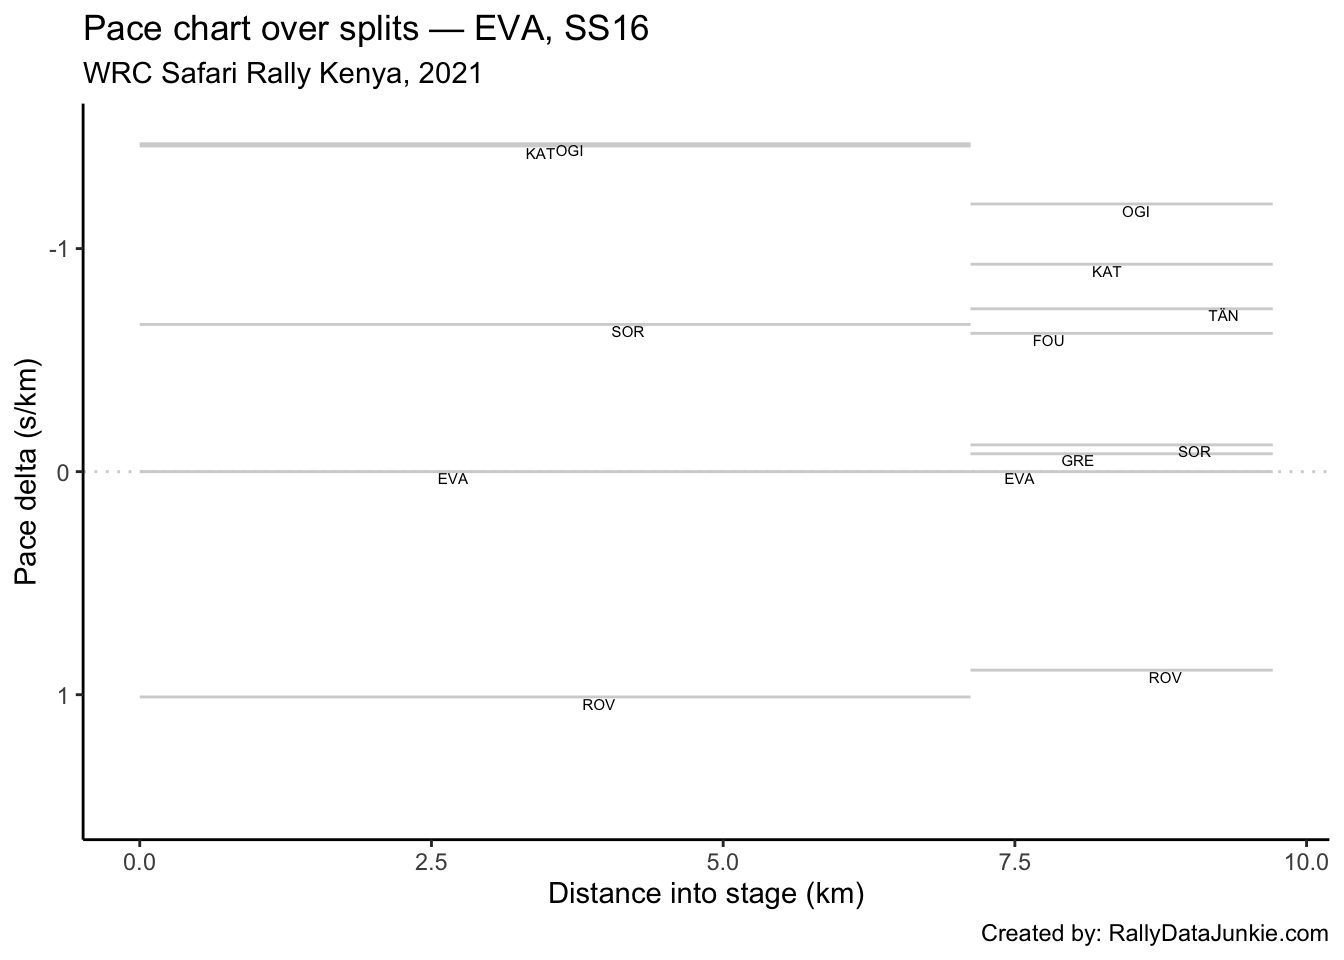 Pace chart over splits — EVA, SS16
WRC Safari Rally Kenya, 2021
KAT OGI
OGI
-1
KAT
TÄN
SOR
FOU
SOR
GRE
0
EVA
EVA
ROV
1
ROV
Pace delta (s/km)
0.0 2.5 5.0 7.5 10.0
Distance into stage (km)
Created by: RallyDataJunkie.com